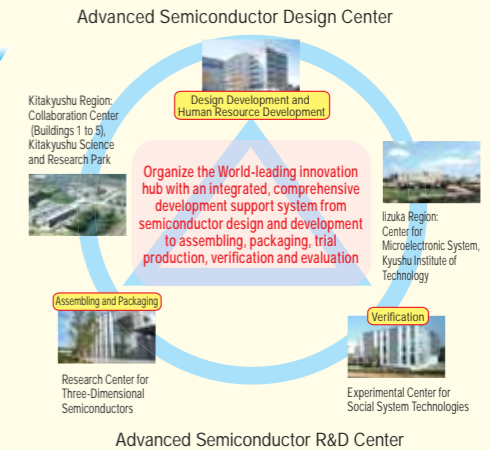 Advanced Semiconductor Design Center
Design Development and
Human Resource Development
Kitakyushu Region:
Collaboration Center
(Buildings 1 to 5),
Kitakyushu Science
and Research Park
Organize the World-leading innovation
hub with an integrated, comprehensive
development support system from
semiconductor design and development
to assembling, packaging, trial
production, verification and evaluation
Iizuka Region:
Center for
Microelectronic System,
Kyushu Institute of
Technology
Assembling and Packaging
Research Center for
Three-Dimensional
Semiconductors
Verification
Experimental Center for
Social System Technologies
Advanced Semiconductor R&D Center